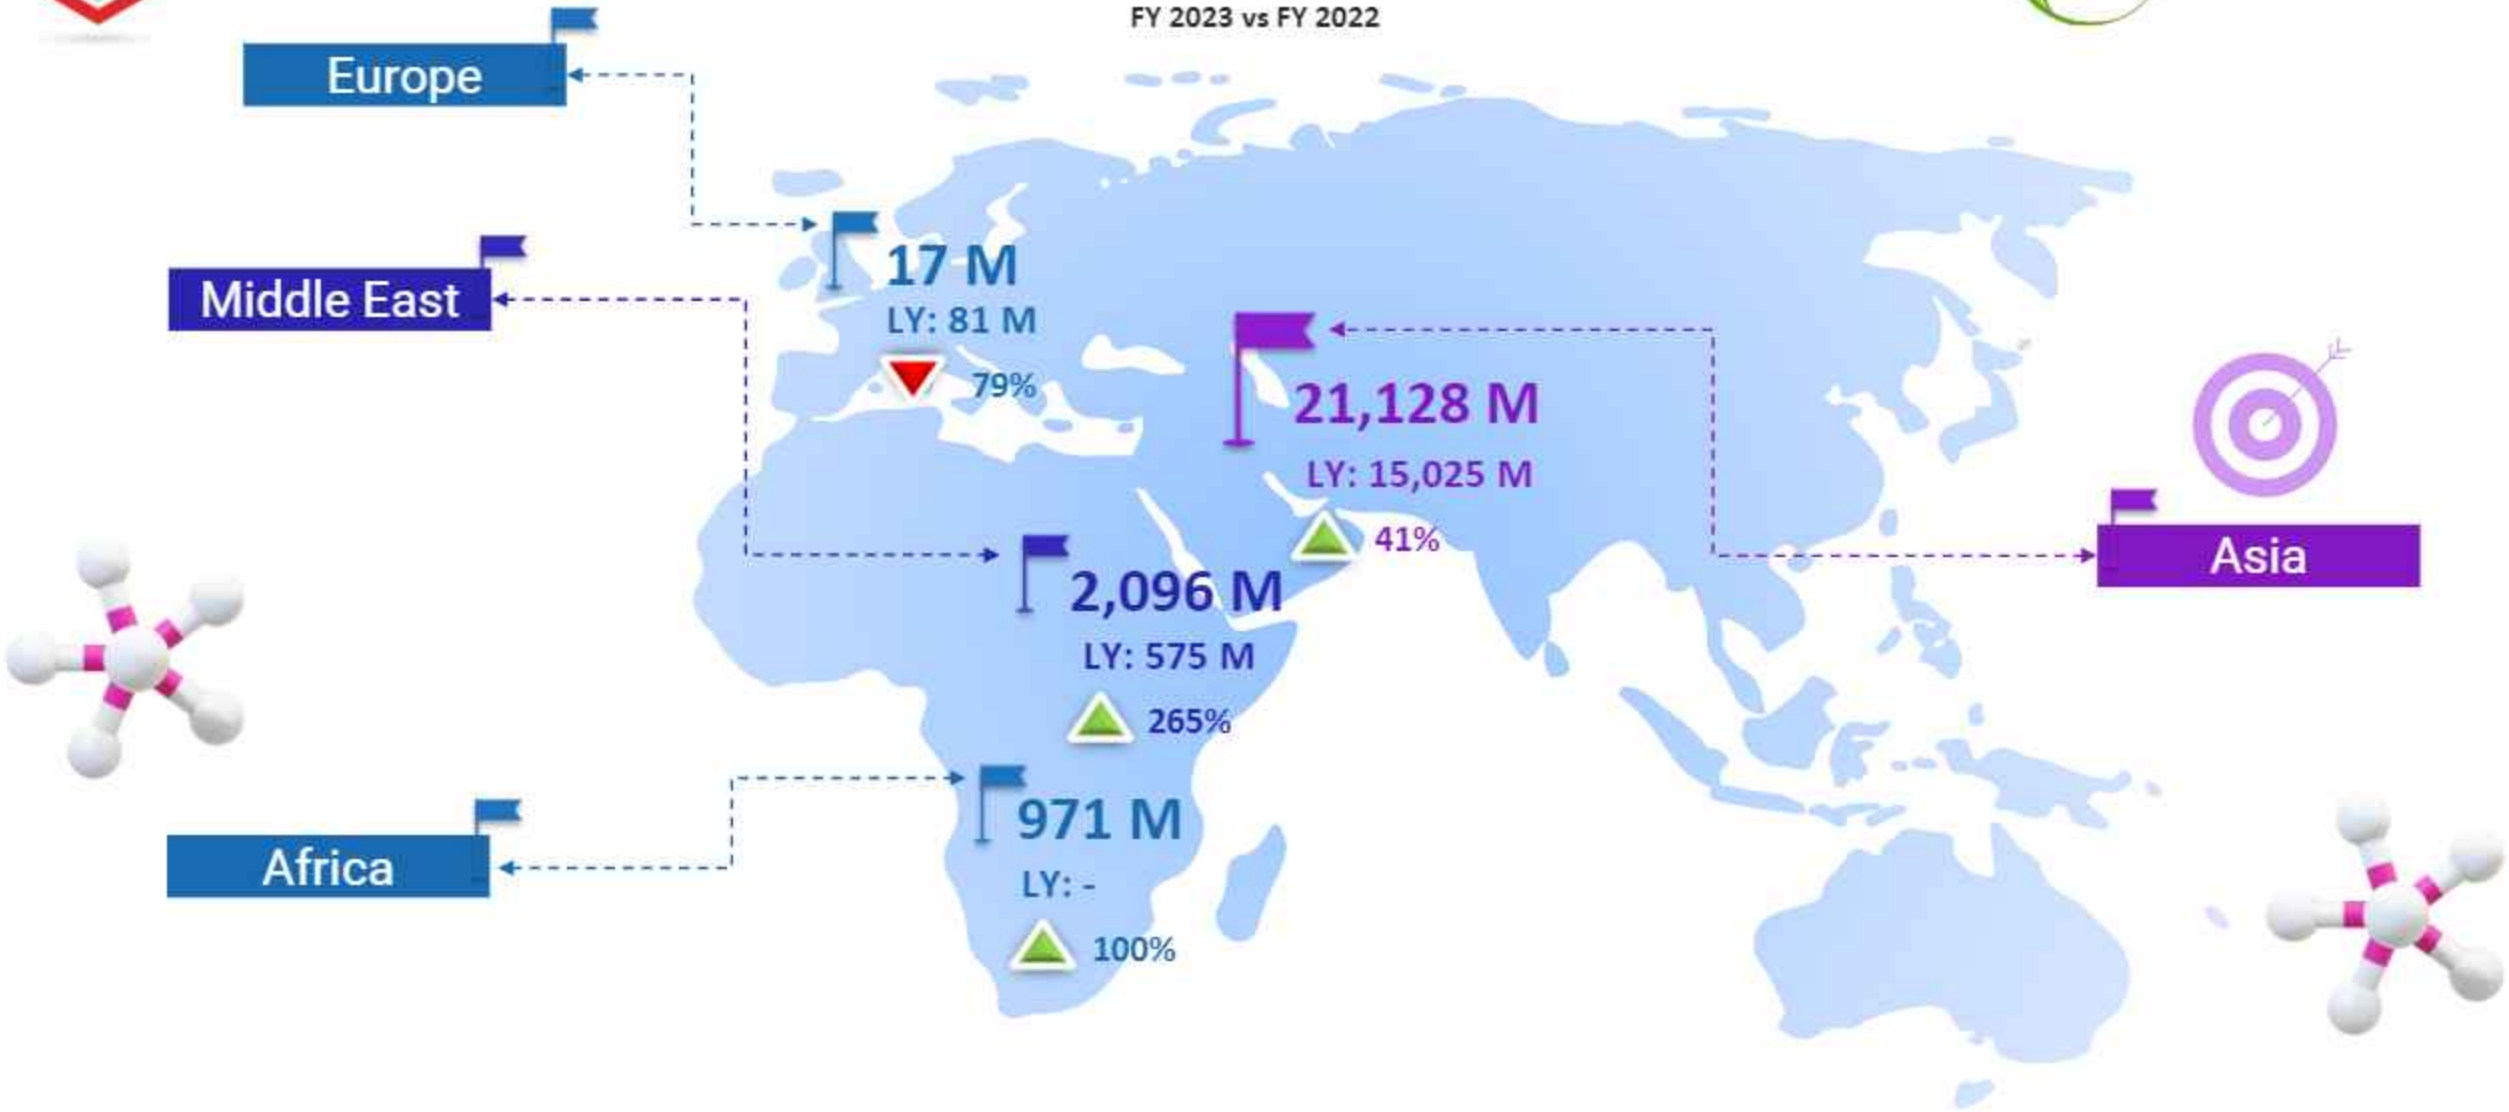 FY 2023 vs FY 2022
Europe
17 M
LY: 81 M
79%
Middle East
2,096 M
LY: 575 M
265%
Africa
971 M
LY: -
100%
21,128 M
LY: 15,025 M
41%
Asia